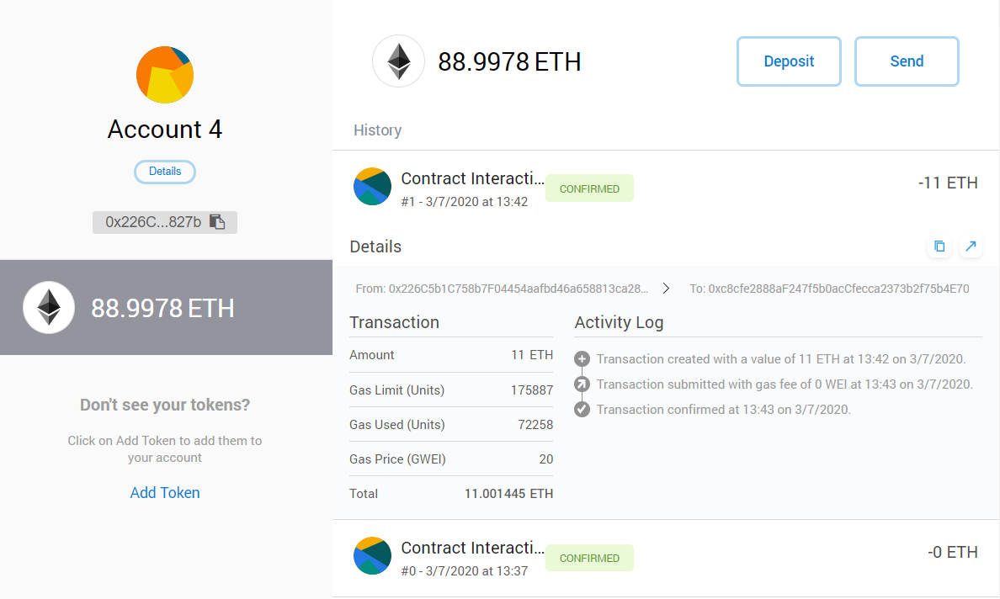 Account 4
Details
0x226C...827b
88.9978 ETH
Don't see your tokens?
Click on Add Token to add them to
your account
Add Token
88.9978 ETH
Deposit
Send
History
Contract Interacti...
CONFIRMED
-11 ETH
#1 - 3/7/2020 at 13:42
Details
From: 0x226C5b1C758b7F04454aafbd46a658813ca28...
To: 0xc8cfe2888aF247f5b0acCfecca2373b2f75b4E70
Transaction
Amount 11 ETH
Gas Limit (Units) 175887
Gas Used (Units) 72258
Gas Price (GWEI) 20
Total 11.001445 ETH
Activity Log
Transaction created with a value of 11 ETH at 13:42 on 3/7/2020.
Transaction submitted with gas fee of 0 WEI at 13:43 on 3/7/2020.
Transaction confirmed at 13:43 on 3/7/2020.
Contract Interacti...
CONFIRMED
-0 ETH
#0 - 3/7/2020 at 13:37